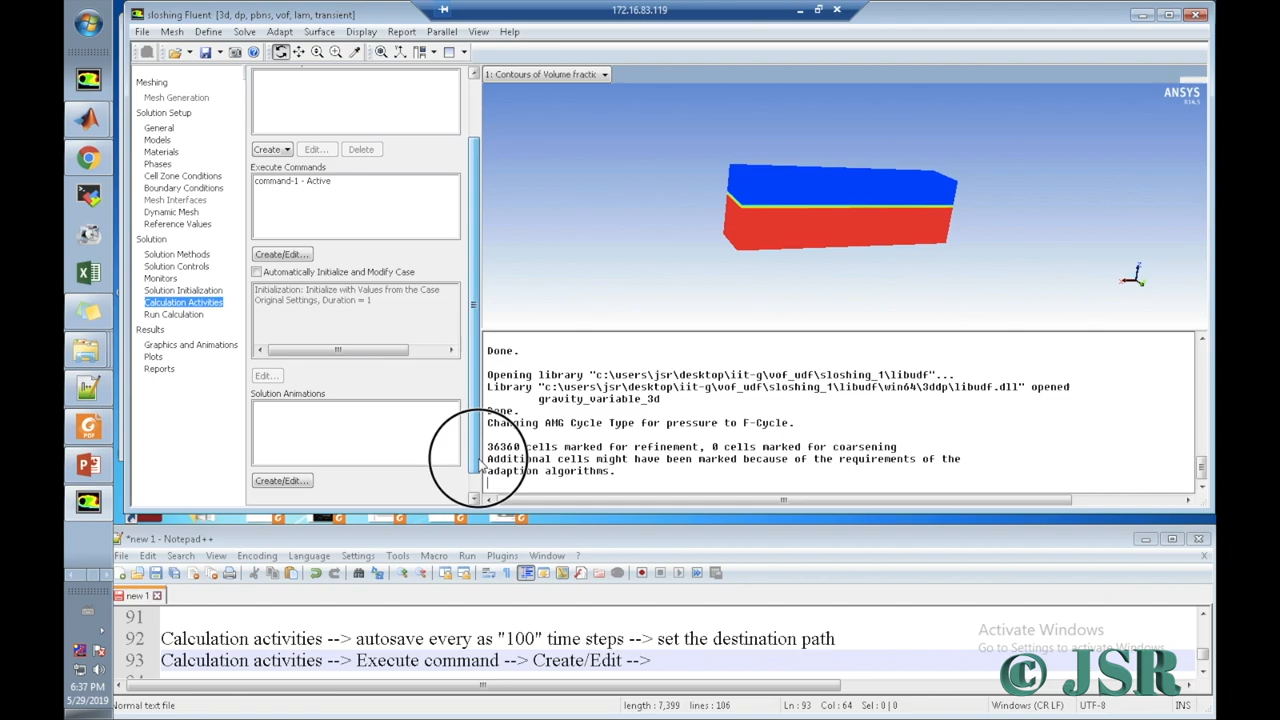 172.16.83.119
sloshing Fluent [3d, dp, pbns, vof, lam, transient]
File Mesh Define Solve Adapt Surface Display Report Parallel View Help
Meshing
Mesh Generation
Solution Setup
General
Models
Materials
Phases
Cell Zone Conditions
Boundary Conditions
Mesh Interfaces
Dynamic Mesh
Reference Values
Solution
Solution Methods
Solution Controls
Monitors
Solution Initialization
Calculation Activities
Run Calculation
Results
Graphics and Animations
Plots
Reports
Create Edit... Delete
Execute Commands
command-1 - Active
Create/Edit...
Automatically Initialize and Modify Case
Initialization: Initialize with Values from the Case
Original Settings, Duration = 1
Edit...
Solution Animations
Create/Edit...
1: Contours of Volume fractic
ANSYS
R14.5
Done.
Opening library "c:\users\jsr\desktop\iit-g\vof_udf\sloshing_1\libudf"...
Library "c:\users\jsr\desktop\iit-g\vof_udf\sloshing_1\libudf\win64\3ddp\libudf.dll" opened
gravity_variable_3d
Done.
Changing AMG Cycle Type for pressure to F-Cycle.
36360 cells marked for refinement, 0 cells marked for coarsening
Additional cells might have been marked because of the requirements of the
adaption algorithms.
*new 1 - Notepad++
File Edit Search View Encoding Language Settings Tools Macro Run Plugins Window ?
new 1
91
92 Calculation activities --> autosave every as "100" time steps --> set the destination path
93 Calculation activities --> Execute command --> Create/Edit -->
Activate Windows
Go to Settings to activate Windows.
© JSR
Normal text file length : 7,399 lines : 106 Ln : 93 Col : 64 Sel : 0 | 0 Windows (CR LF) UTF-8 INS
6:37 PM
5/29/2019